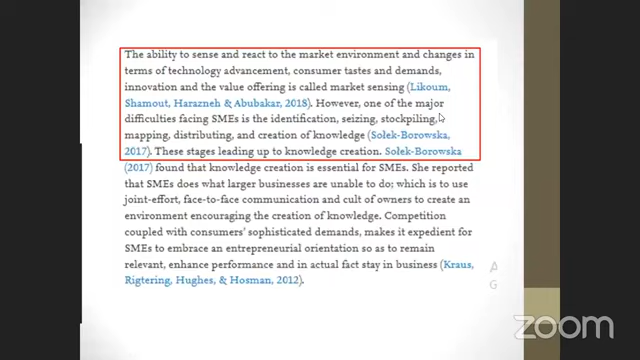 The ability to sense and react to the market environment and changes in
terms of technology advancement, consumer tastes and demands,
innovation and the value offering is called market sensing (Likoum,
Shamout, Harazneh & Abubakar, 2018). However, one of the major
difficulties facing SMEs is the identification, seizing, stockpiling,
mapping, distributing, and creation of knowledge (Sołek-Borowska,
2017). These stages leading up to knowledge creation. Sołek-Borowska
(2017) found that knowledge creation is essential for SMEs. She reported
that SMEs does what larger businesses are unable to do; which is to use
joint-effort, face-to-face communication and cult of owners to create an
environment encouraging the creation of knowledge. Competition
coupled with consumers' sophisticated demands, makes it expedient for
SMEs to embrace an entrepreneurial orientation so as to remain
relevant, enhance performance and in actual fact stay in business (Kraus,
Rigtering, Hughes, & Hosman, 2012).
A
G
zoom